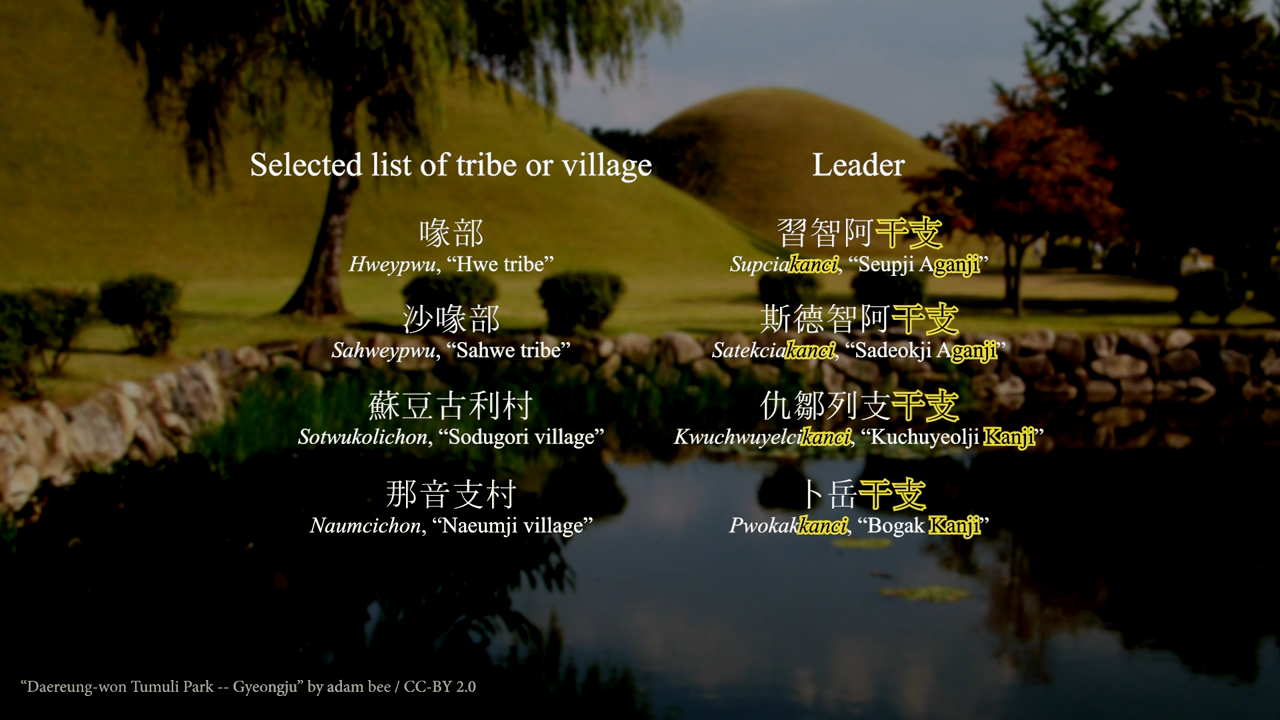 Selected list of tribe or village
Leader
喙部
習智阿干支
Hweypwu, “Hwe tribe”
Supciakanci, “Seupji Aganji”
沙喙部
斯德智阿干支
Sahweypwu, “Sahwe tribe”
Satekciakanci, “Sadeokji Aganji”
蘇豆古利村
仇鄒列支干支
Sotwukolichon, “Sodugori village”
Kwuchwuyelcikanci, “Kuchuyeolji Kanji”
那音支村
卜岳干支
Naumcichon, “Naeumji village”
Pwokakkanci, “Bogak Kanji”
“Daereung-won Tumuli Park -- Gyeongju” by adam bee / CC-BY 2.0